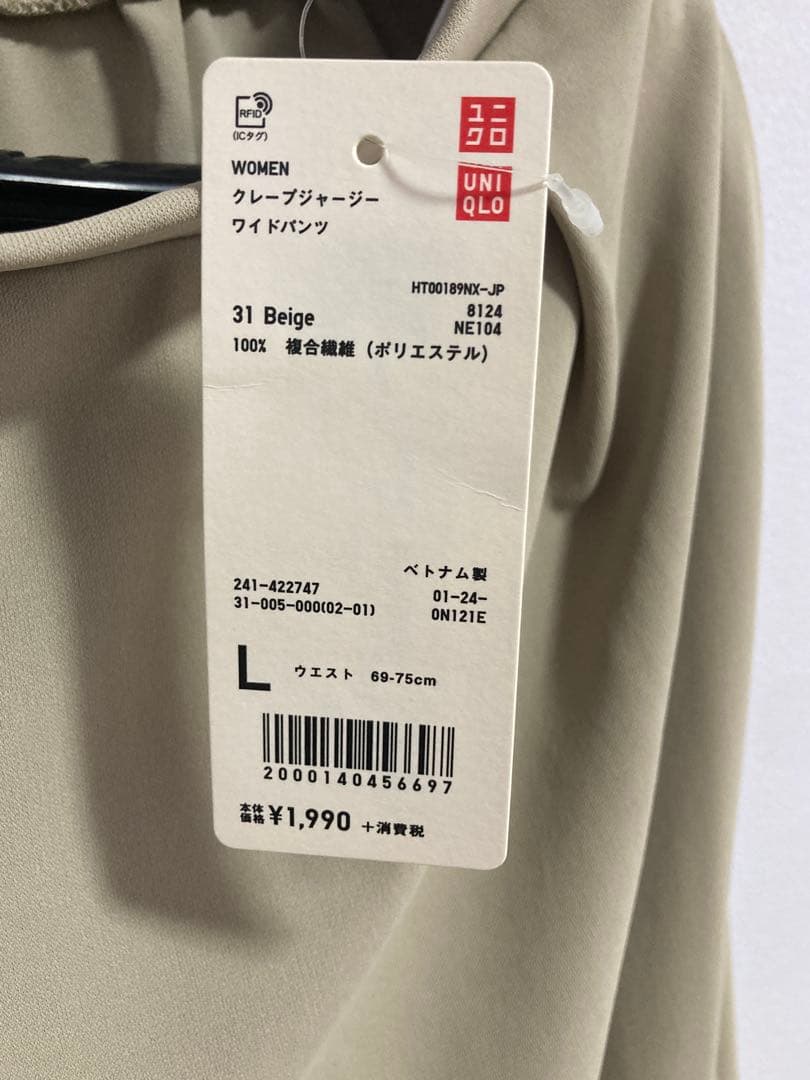 RFID
(ICタグ)
ユニ
クロ
UNI
QLO
WOMEN
クレープジャージー
ワイドパンツ
HT00189NX-JP
31 Beige
8124
NE104
100% 複合繊維 (ポリエステル)
ベトナム製
241-422747
01-24-
31-005-000(02-01)
0N121E
L ウエスト 69-75cm
2000140456697
本体価格 ¥1,990 +消費税